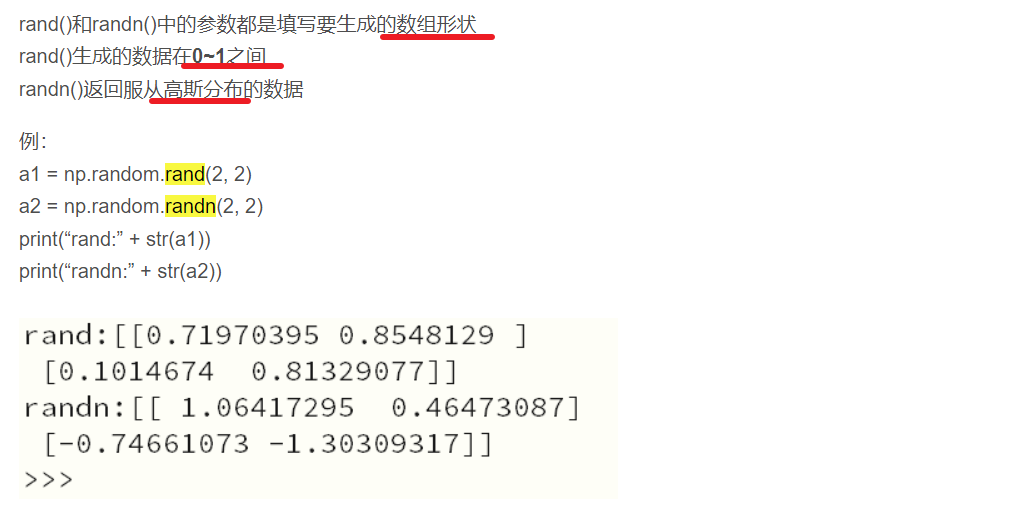 rand()和randn()中的参数都是填写要生成的数组形状
rand()生成的数据在0~1之间
randn()返回服从高斯分布的数据
例：
a1 = np.random.rand(2, 2)
a2 = np.random.randn(2, 2)
print(“rand:” + str(a1))
print(“randn:” + str(a2))
rand:[[0.71970395 0.8548129 ]
 [0.1014674  0.81329077]]
randn:[[ 1.06417295  0.46473087]
 [-0.74661073 -1.30309317]]
>>>